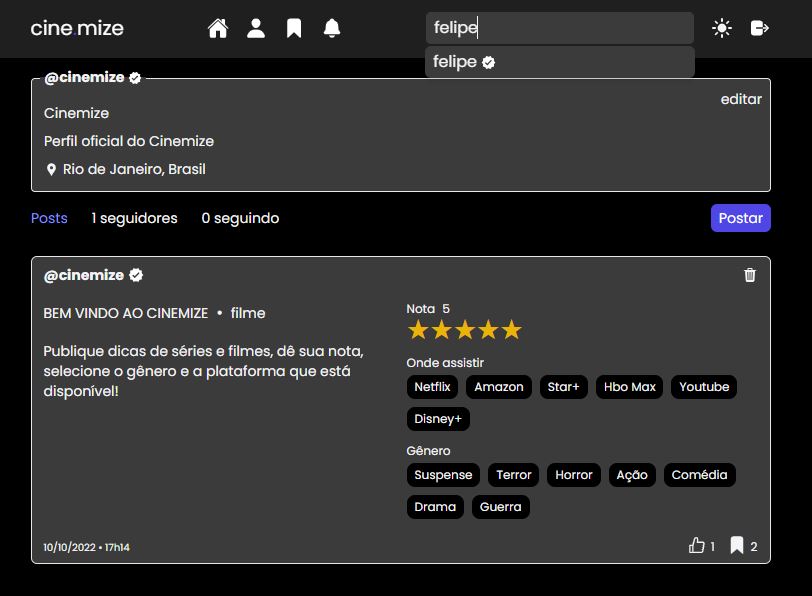 cine.mize
felipe
felipe
@cinemize
editar
Cinemize
Perfil oficial do Cinemize
Rio de Janeiro, Brasil
Posts 1 seguidores 0 seguindo Postar
@cinemize
BEM VINDO AO CINEMIZE • filme
Publique dicas de séries e filmes, dê sua nota,
selecione o gênero e a plataforma que está
disponível!
Nota 5
Onde assistir
Netflix Amazon Star+ Hbo Max Youtube
Disney+
Gênero
Suspense Terror Horror Ação Comédia
Drama Guerra
10/10/2022 • 17h14
1 2